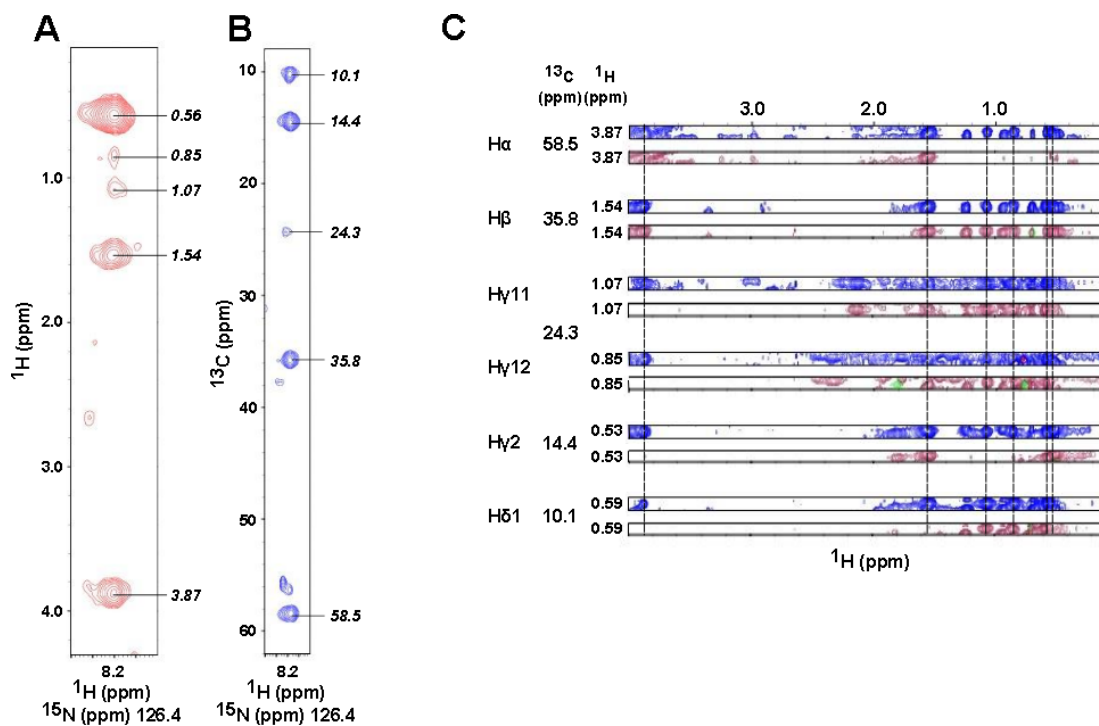 A
B
C
0.56
0.85
1.07
1.54
3.87
1.0
2.0
3.0
4.0
1H (ppm)
8.2
1H (ppm)
15N (ppm) 126.4
10.1
14.4
24.3
35.8
58.5
10
20
30
40
50
60
13C (ppm)
8.2
1H (ppm)
15N (ppm) 126.4
13C 1H
(ppm) (ppm)
3.0 2.0 1.0
Hα 58.5 3.87
3.87
Hβ 35.8 1.54
1.54
Hγ11 1.07
1.07
24.3
Hγ12 0.85
0.85
Hγ2 14.4 0.53
0.53
Hδ1 10.1 0.59
0.59
1H (ppm)